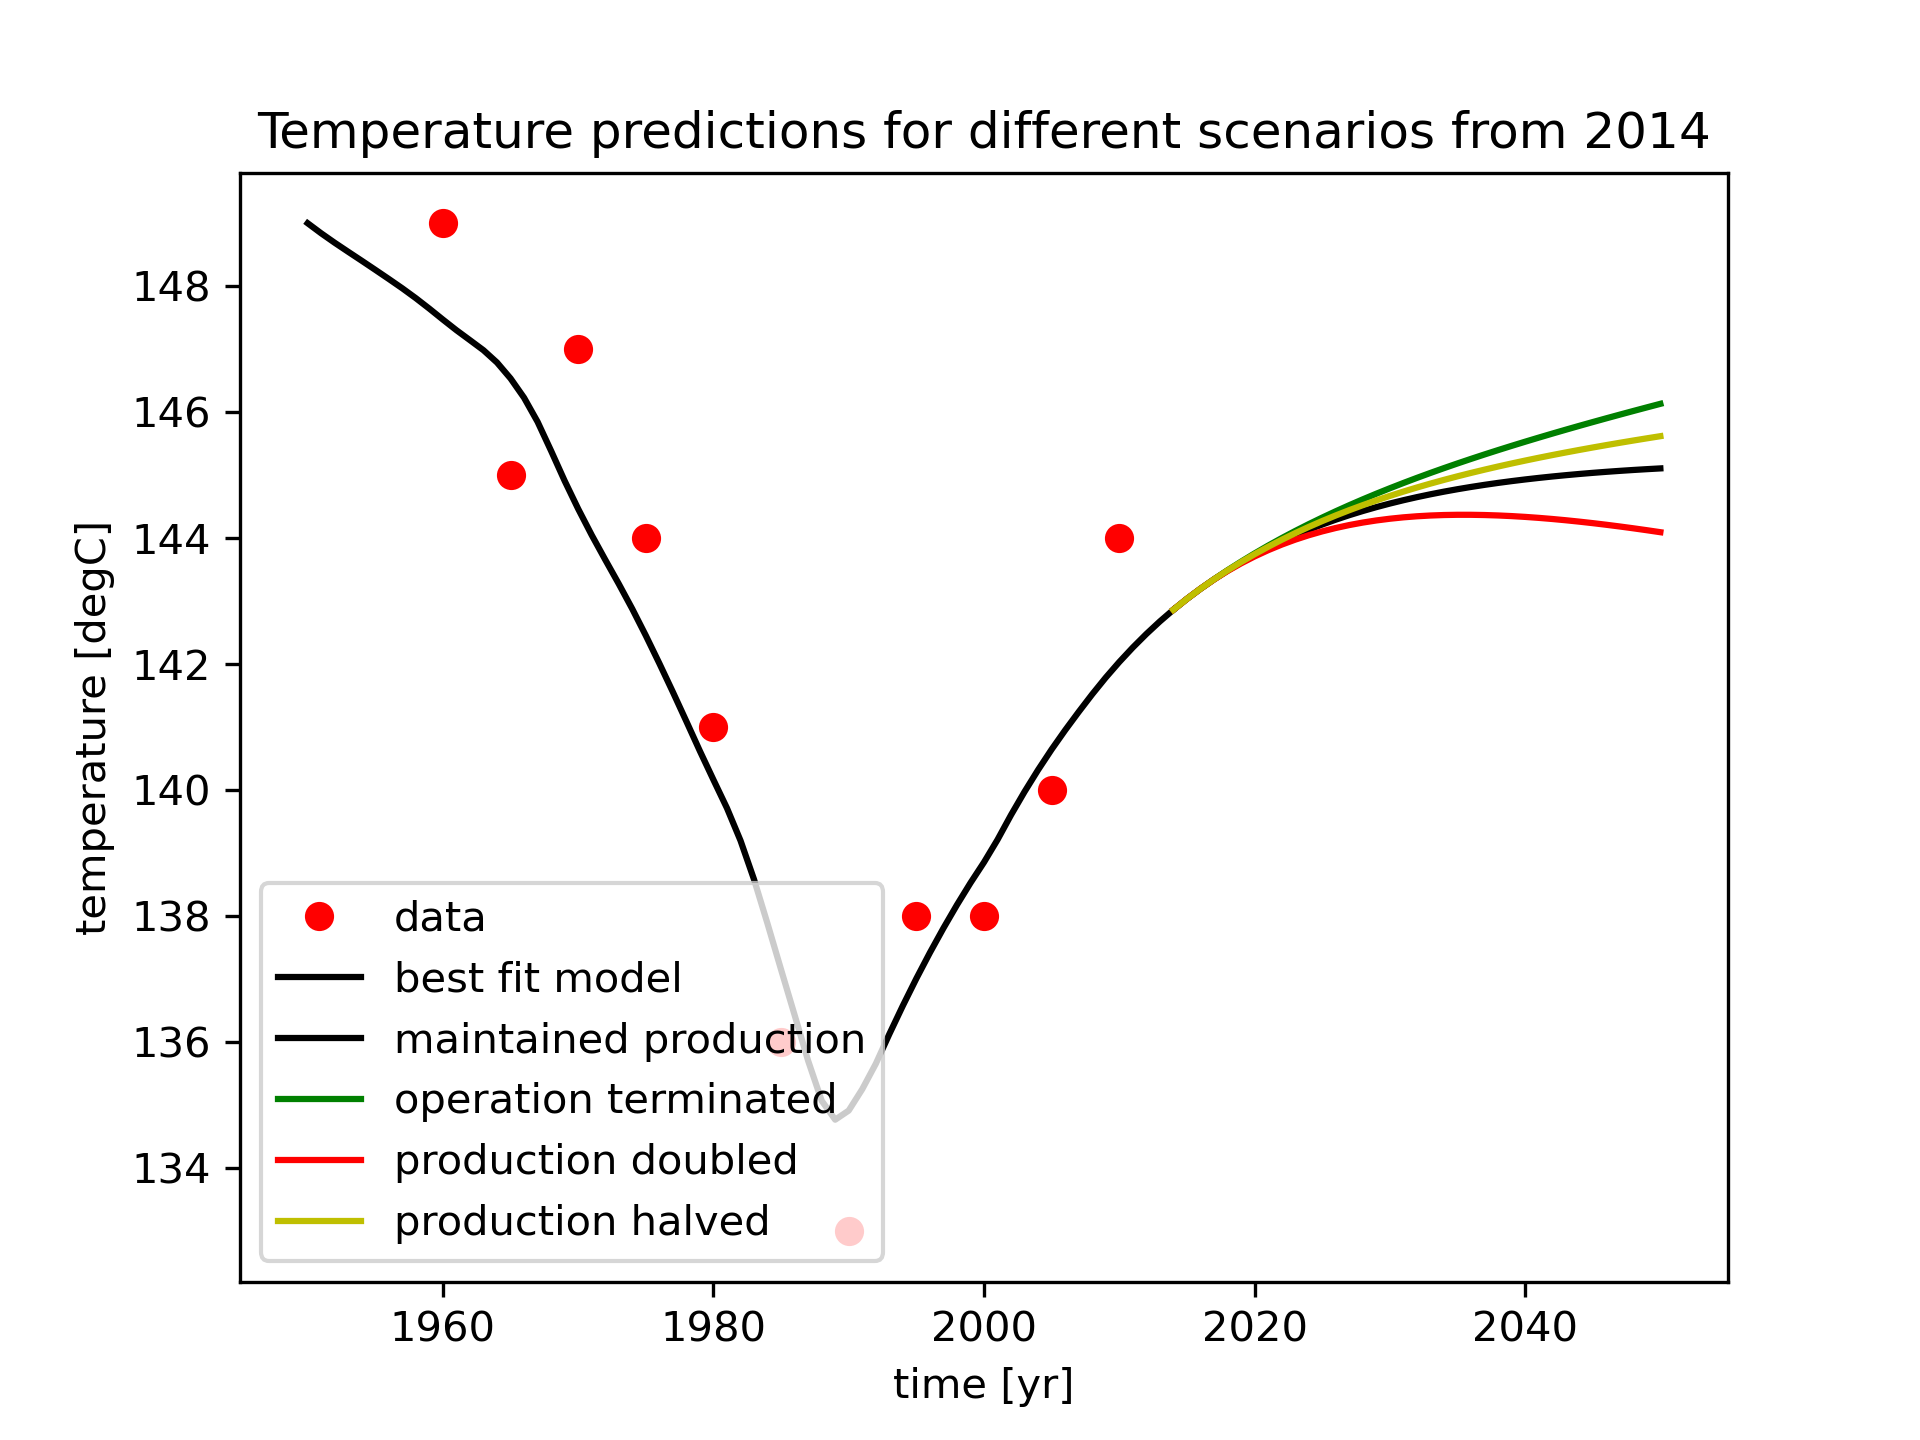 Temperature predictions for different scenarios from 2014
temperature [degC]
148
146
144
142
140
138
136
134
data
best fit model
maintained production
operation terminated
production doubled
production halved
1960 1980 2000 2020 2040
time [yr]